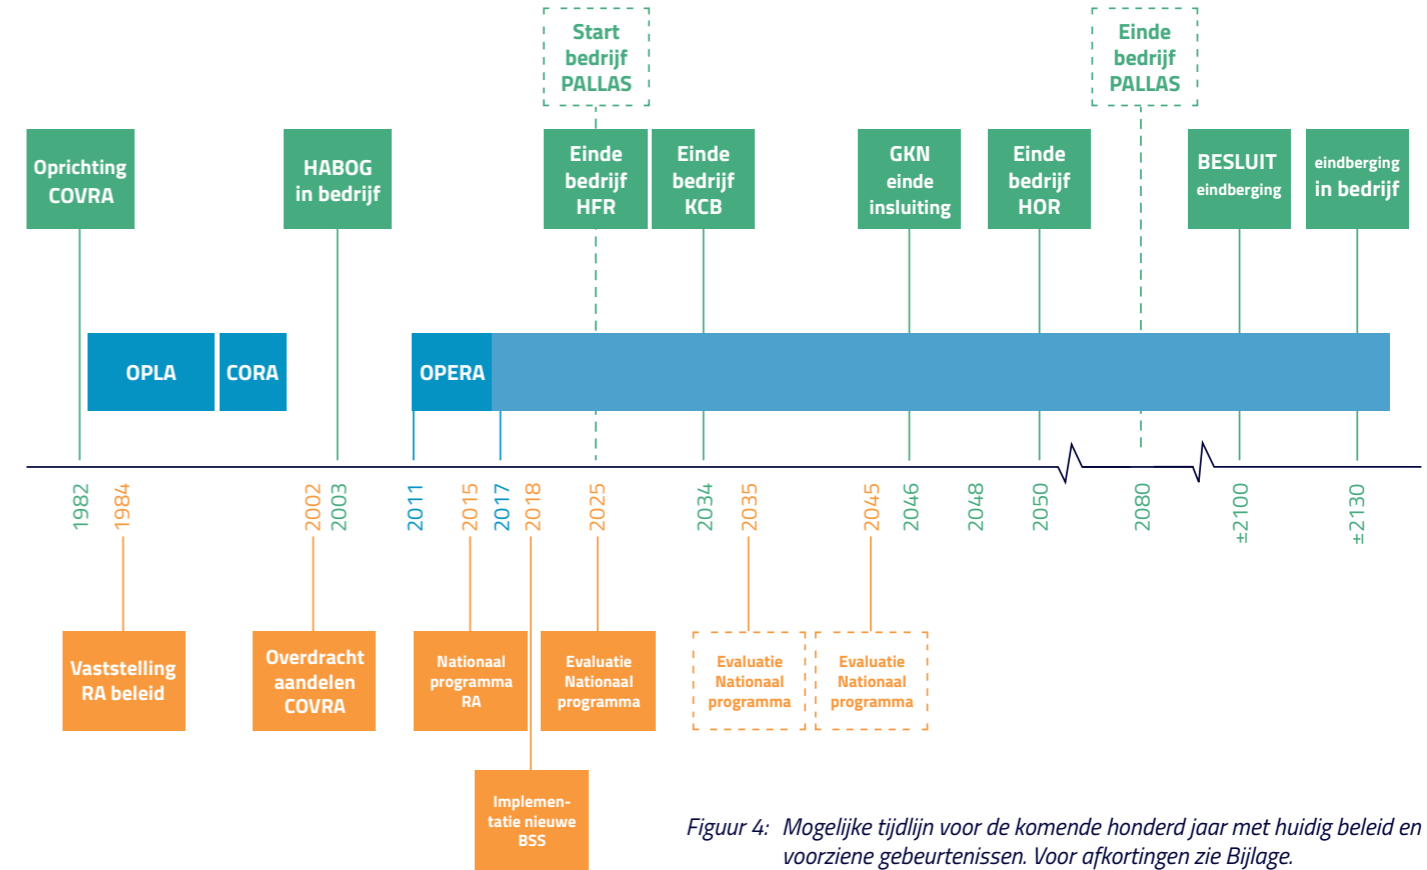 Start
bedrijf
PALLAS
Einde
bedrijf
PALLAS
Oprichting
COVRA
HABOG
in bedrijf
Einde
bedrijf
HFR
Einde
bedrijf
KCB
GKN
einde
insluiting
Einde
bedrijf
HOR
BESLUIT
eindberging
eindberging
in bedrijf
OPLA
CORA
OPERA
1982
1984
2002
2003
2011
2015
2017
2018
2025
2034
2035
2045
2046
2048
2050
2080
±2100
±2130
Vaststelling
RA beleid
Overdracht
aandelen
COVRA
Nationaal
programma
RA
Evaluatie
Nationaal
programma
Evaluatie
Nationaal
programma
Evaluatie
Nationaal
programma
Implemen-
tatie nieuwe
BSS
Figuur 4: Mogelijke tijdlijn voor de komende honderd jaar met huidig beleid en
voorziene gebeurtenissen. Voor afkortingen zie Bijlage.